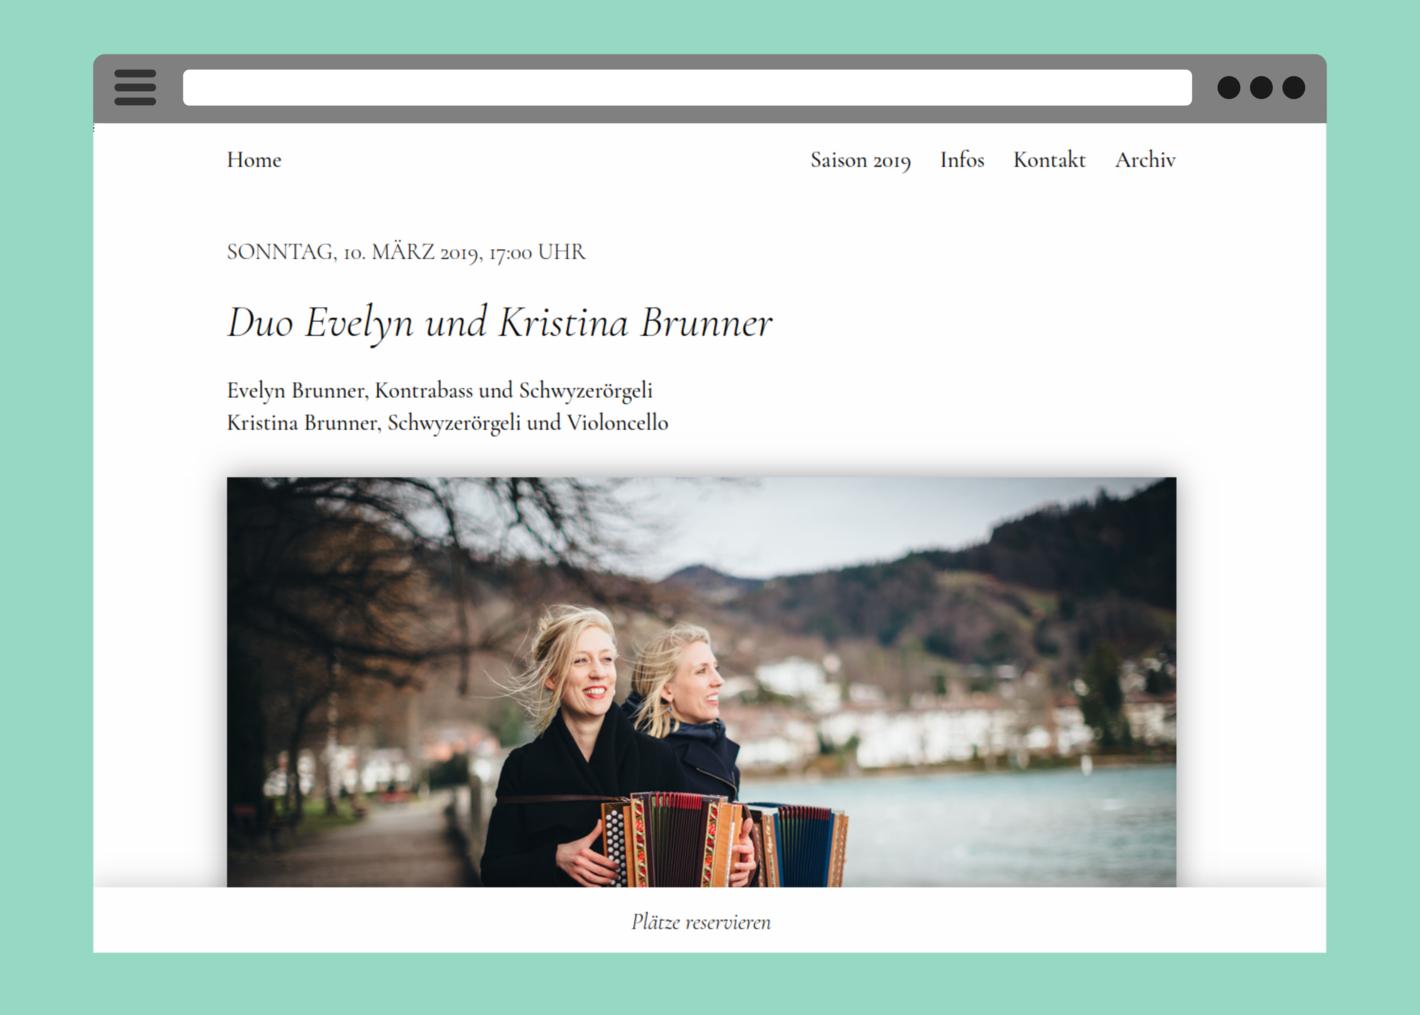 Home
Saison 2019 Infos Kontakt Archiv
SONNTAG, 10. MÄRZ 2019, 17:00 UHR
Duo Evelyn und Kristina Brunner
Evelyn Brunner, Kontrabass und Schwyzerörgeli
Kristina Brunner, Schwyzerörgeli und Violoncello
Plätze reservieren